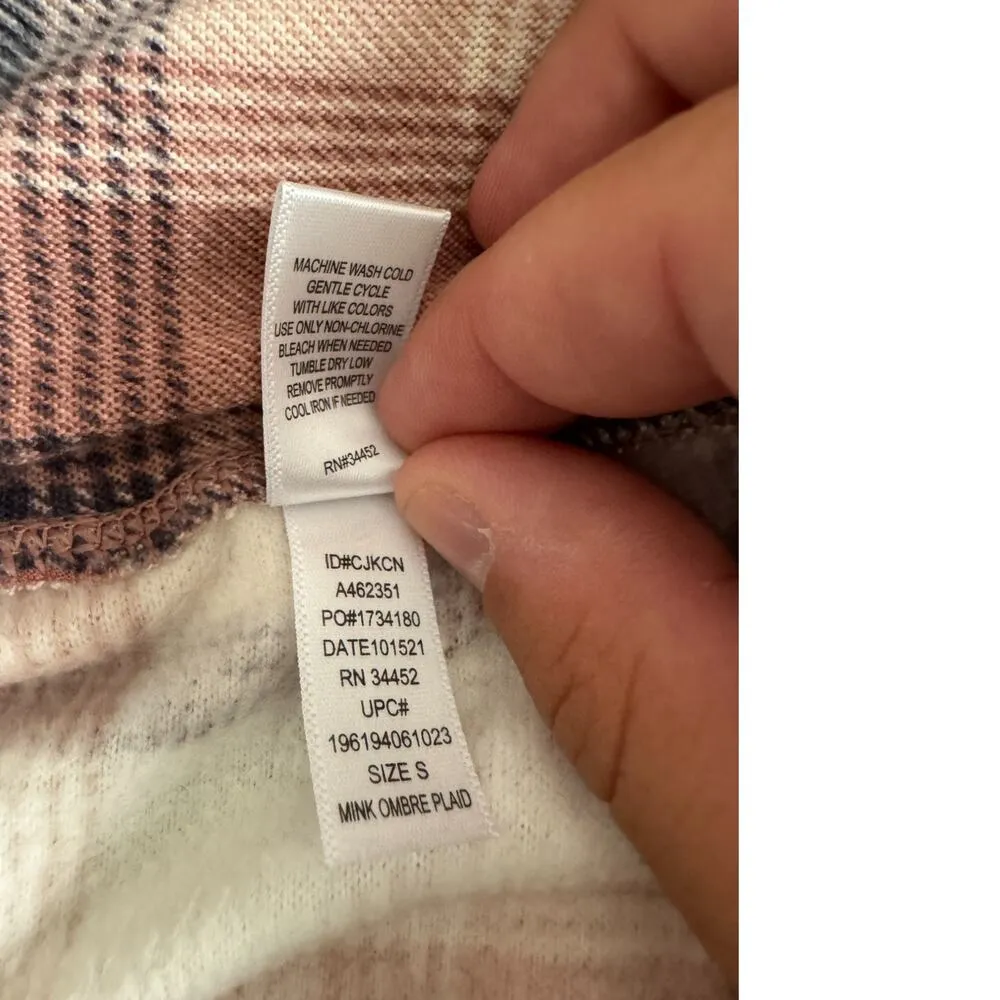 MACHINE WASH COLD
GENTLE CYCLE
WITH LIKE COLORS
USE ONLY NON-CHLORINE
BLEACH WHEN NEEDED
TUMBLE DRY LOW
REMOVE PROMPTLY
COOL IRON IF NEEDED
RN#34452
ID#CJKCN
A462351
PO#1734180
DATE101521
RN 34452
UPC#
196194061023
SIZE S
MINK OMBRE PLAID